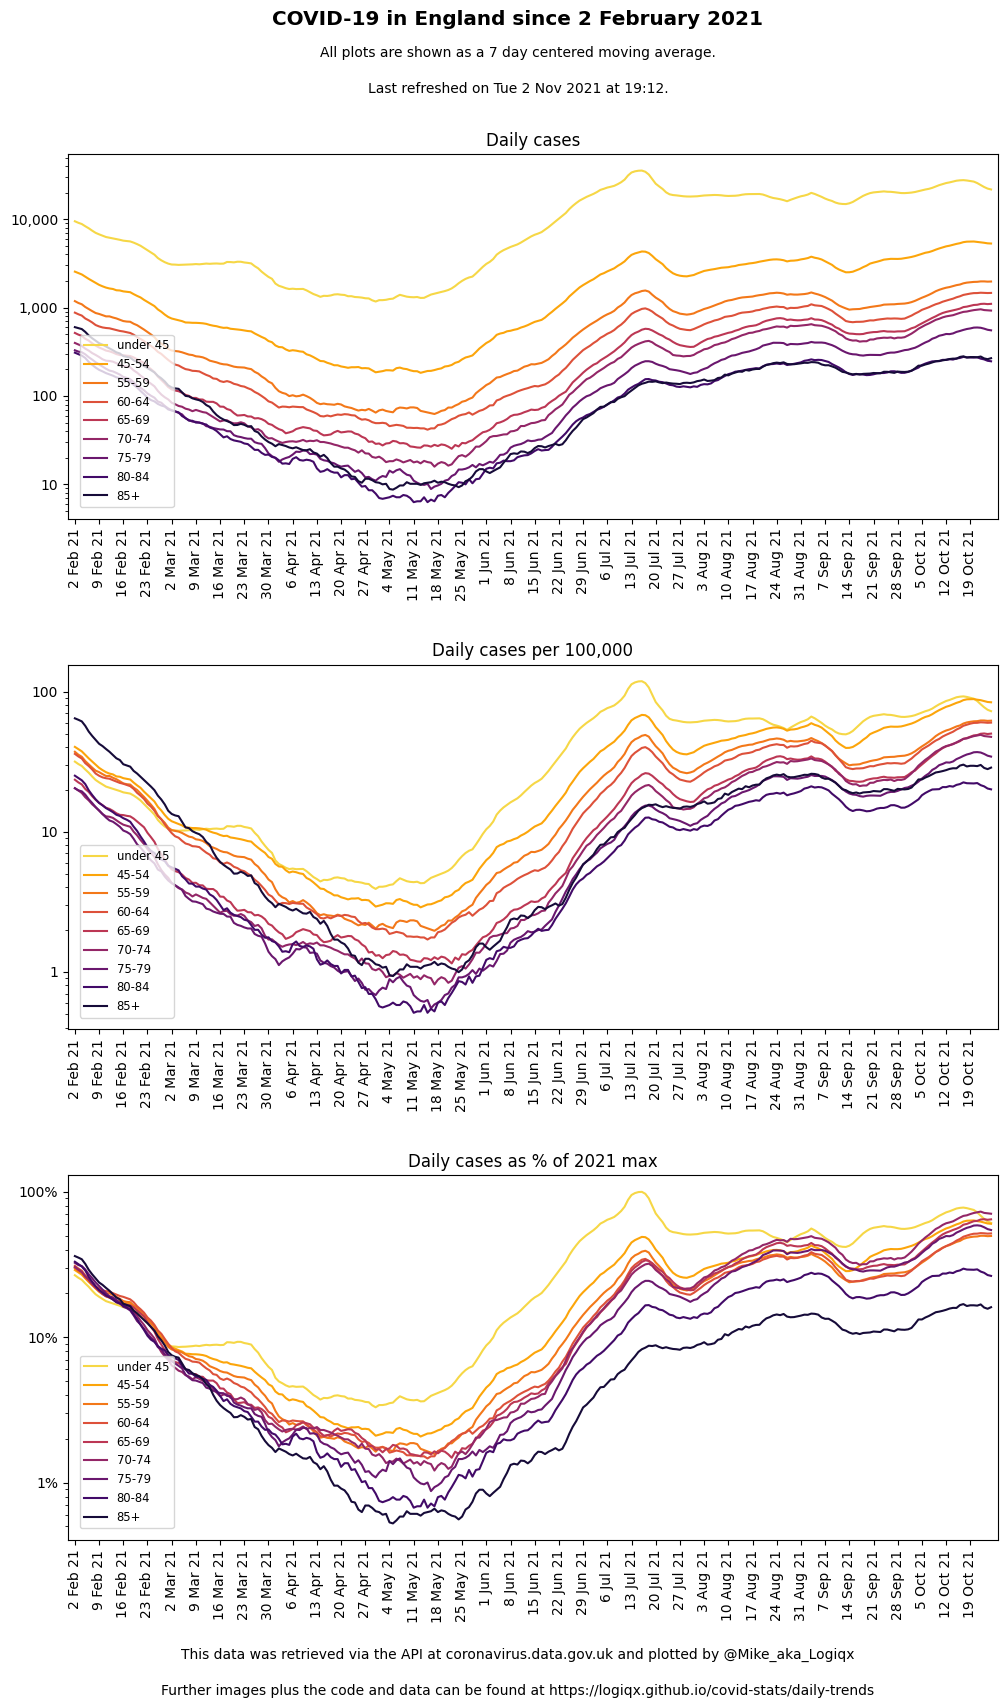 COVID-19 in England since 2 February 2021
All plots are shown as a 7 day centered moving average.
Last refreshed on Tue 2 Nov 2021 at 19:12.
Daily cases
10,000
1,000
100
10
under 45
45-54
55-59
60-64
65-69
70-74
75-79
80-84
85+
2 Feb 21
9 Feb 21
16 Feb 21
23 Feb 21
2 Mar 21
9 Mar 21
16 Mar 21
23 Mar 21
30 Mar 21
6 Apr 21
13 Apr 21
20 Apr 21
27 Apr 21
4 May 21
11 May 21
18 May 21
25 May 21
1 Jun 21
8 Jun 21
15 Jun 21
22 Jun 21
29 Jun 21
6 Jul 21
13 Jul 21
20 Jul 21
27 Jul 21
3 Aug 21
10 Aug 21
17 Aug 21
24 Aug 21
31 Aug 21
7 Sep 21
14 Sep 21
21 Sep 21
28 Sep 21
5 Oct 21
12 Oct 21
19 Oct 21
Daily cases per 100,000
100
10
1
under 45
45-54
55-59
60-64
65-69
70-74
75-79
80-84
85+
2 Feb 21
9 Feb 21
16 Feb 21
23 Feb 21
2 Mar 21
9 Mar 21
16 Mar 21
23 Mar 21
30 Mar 21
6 Apr 21
13 Apr 21
20 Apr 21
27 Apr 21
4 May 21
11 May 21
18 May 21
25 May 21
1 Jun 21
8 Jun 21
15 Jun 21
22 Jun 21
29 Jun 21
6 Jul 21
13 Jul 21
20 Jul 21
27 Jul 21
3 Aug 21
10 Aug 21
17 Aug 21
24 Aug 21
31 Aug 21
7 Sep 21
14 Sep 21
21 Sep 21
28 Sep 21
5 Oct 21
12 Oct 21
19 Oct 21
Daily cases as % of 2021 max
100%
10%
1%
under 45
45-54
55-59
60-64
65-69
70-74
75-79
80-84
85+
2 Feb 21
9 Feb 21
16 Feb 21
23 Feb 21
2 Mar 21
9 Mar 21
16 Mar 21
23 Mar 21
30 Mar 21
6 Apr 21
13 Apr 21
20 Apr 21
27 Apr 21
4 May 21
11 May 21
18 May 21
25 May 21
1 Jun 21
8 Jun 21
15 Jun 21
22 Jun 21
29 Jun 21
6 Jul 21
13 Jul 21
20 Jul 21
27 Jul 21
3 Aug 21
10 Aug 21
17 Aug 21
24 Aug 21
31 Aug 21
7 Sep 21
14 Sep 21
21 Sep 21
28 Sep 21
5 Oct 21
12 Oct 21
19 Oct 21
This data was retrieved via the API at coronavirus.data.gov.uk and plotted by @Mike_aka_Logiqx
Further images plus the code and data can be found at https://logiqx.github.io/covid-stats/daily-trends